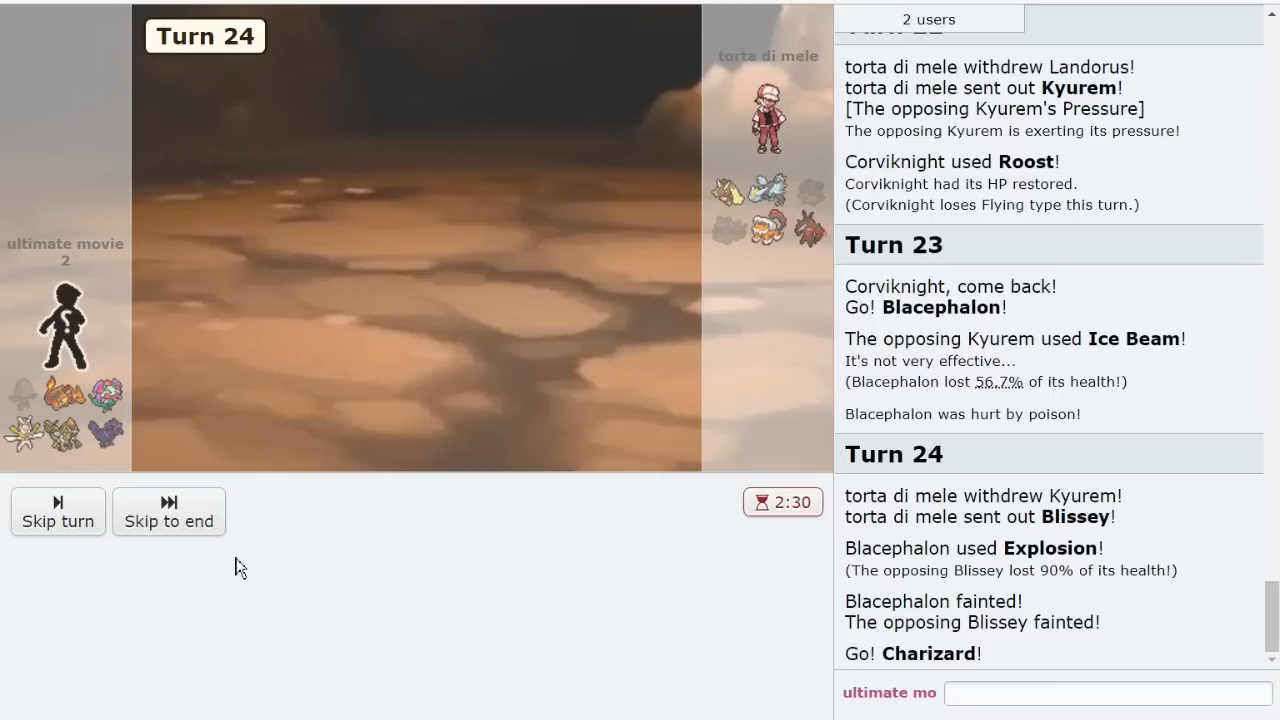 Turn 24
torta di mele
ultimate movie
2
Skip turn
Skip to end
2:30
2 users
torta di mele withdrew Landorus!
torta di mele sent out Kyurem!
[The opposing Kyurem's Pressure]
The opposing Kyurem is exerting its pressure!
Corviknight used Roost!
Corviknight had its HP restored.
(Corviknight loses Flying type this turn.)
Turn 23
Corviknight, come back!
Go! Blacephalon!
The opposing Kyurem used Ice Beam!
It's not very effective...
(Blacephalon lost 56.7% of its health!)
Blacephalon was hurt by poison!
Turn 24
torta di mele withdrew Kyurem!
torta di mele sent out Blissey!
Blacephalon used Explosion!
(The opposing Blissey lost 90% of its health!)
Blacephalon fainted!
The opposing Blissey fainted!
Go! Charizard!
ultimate mo